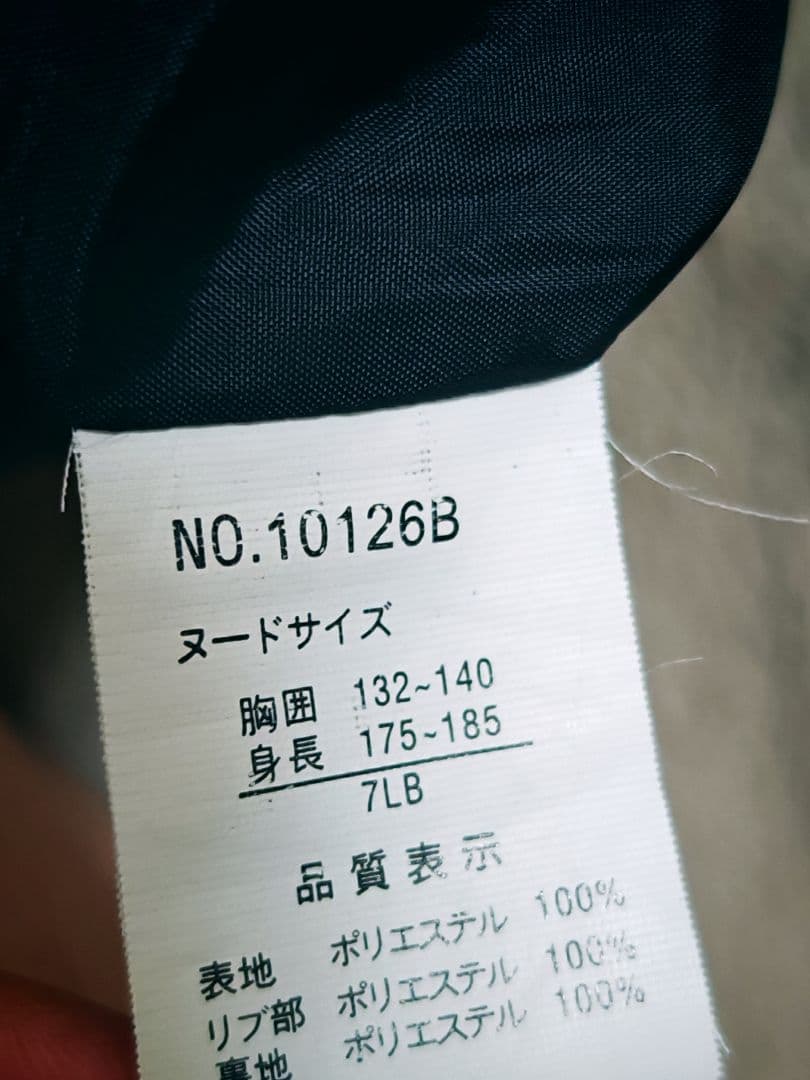 NO.10126B
ヌードサイズ
胸囲 132~140
身長 175~185
7LB
品質表示
表地 ポリエステル 100%
リブ部 ポリエステル 100%
裏地 ポリエステル 100%